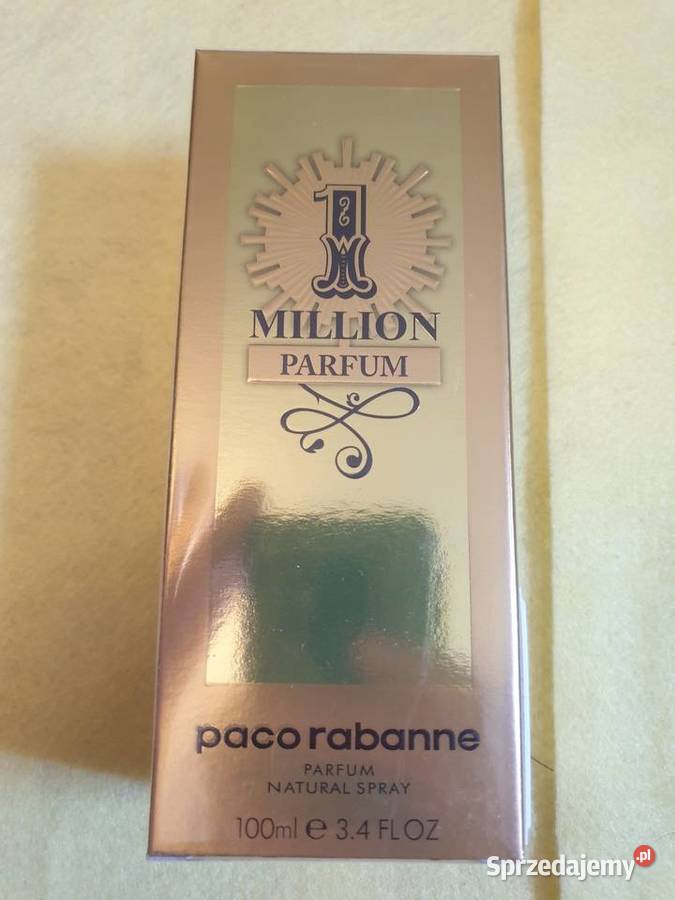 1
MILLION
PARFUM
paco rabanne
PARFUM
NATURAL SPRAY
100ml e 3.4 FL OZ
Sprzedajemy.pl